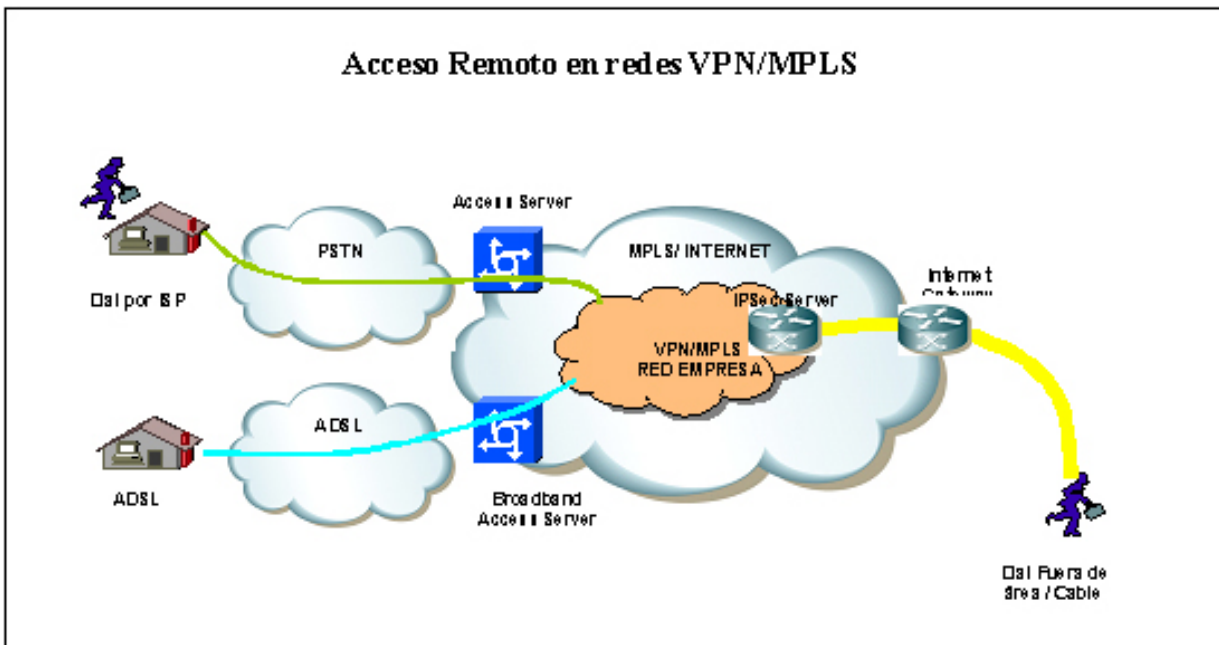 Acceso Remoto en redes VPN/MPLS
Access Server
PSTN
MPLS/ INTERNET
Internet
IPSec Server
Dial por ISP
VPN/MPLS
RED EMPRESA
ADSL
ADSL
Broadband
Access Server
Dial Fuera de
área / Cable